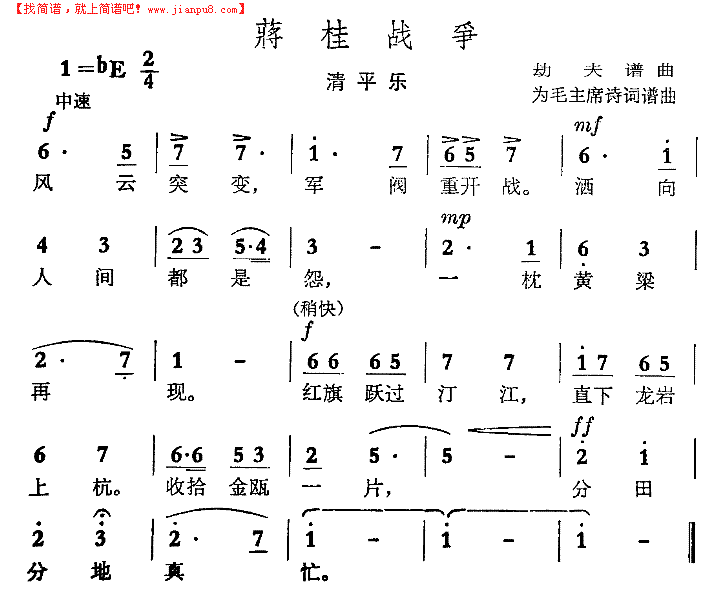 【找简谱，就上简谱吧！www.jianpu8.com】
蔣桂战爭
1=bE 2/4
清平乐
劫夫谱曲
为毛主席诗词谱曲
中速
f mf
6· 5 | 7 7· | 1· 7 | 65 7 | 6· 1 |
风云突变，军阀重开战。洒向
mp
4 3 | 23 5·4 | 3 - | 2· 1 | 6 3 |
人间都是怨，一枕黄梁
(稍快)
f
2· 7 | 1 - | 66 65 | 7 7 | 17 65 |
再现。红旗跃过汀江，直下龙岩
ff
6 7 | 6·6 53 | 2 5· | 5 - | 2 1 |
上杭。收拾金瓯一片，分田
2 3 | 2· 7 | 1 - | 1 - | 1 - ‖
分地真忙。